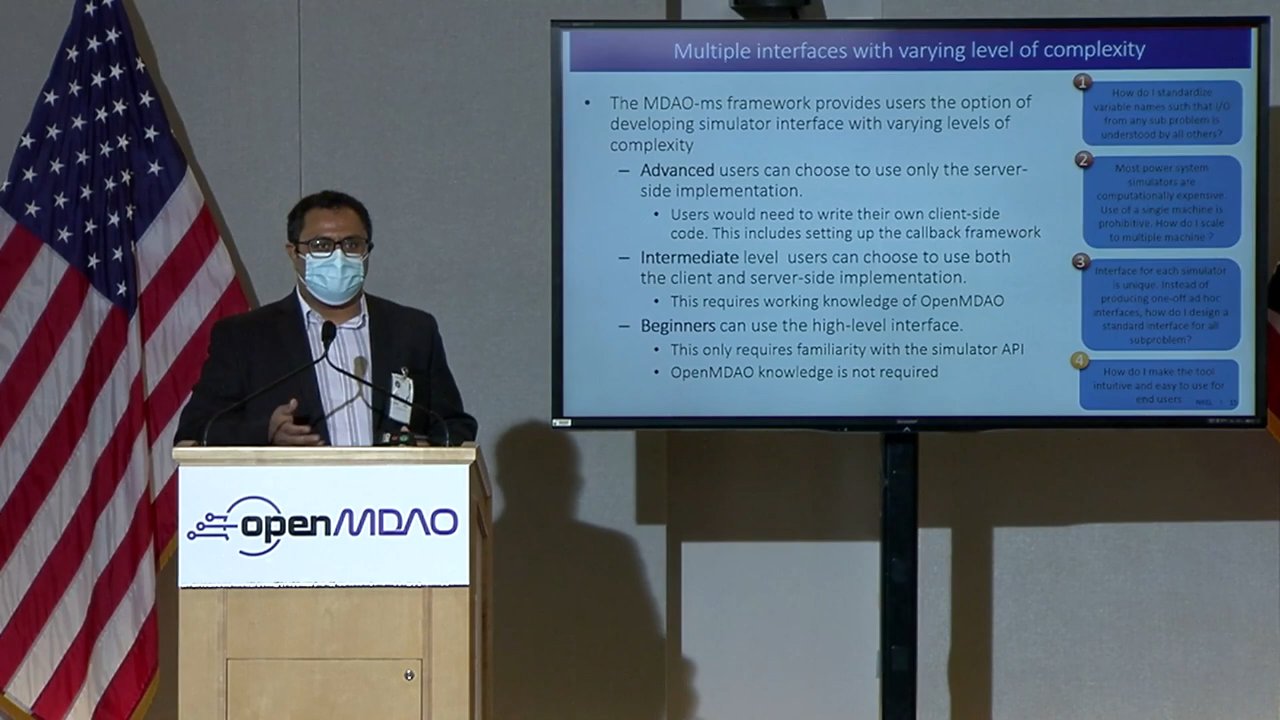 Multiple interfaces with varying level of complexity
• The MDAO-ms framework provides users the option of
developing simulator interface with varying levels of
complexity
– Advanced users can choose to use only the server-
side implementation.
• Users would need to write their own client-side
code. This includes setting up the callback framework
– Intermediate level users can choose to use both
the client and server-side implementation.
• This requires working knowledge of OpenMDAO
– Beginners can use the high-level interface.
• This only requires familiarity with the simulator API
• OpenMDAO knowledge is not required
1
How do I standardize
variable names such that I/O
from any sub problem is
understood by all others?
2
Most power system
simulators are
computationally expensive.
Use of a single machine is
prohibitive. How do I scale
to multiple machine ?
3
Interface for each simulator
is unique. Instead of
producing one-off ad hoc
interfaces, how do I design a
standard interface for all
subproblem?
4
How do I make the tool
intuitive and easy to use for
end users
NREL |
openMDAO